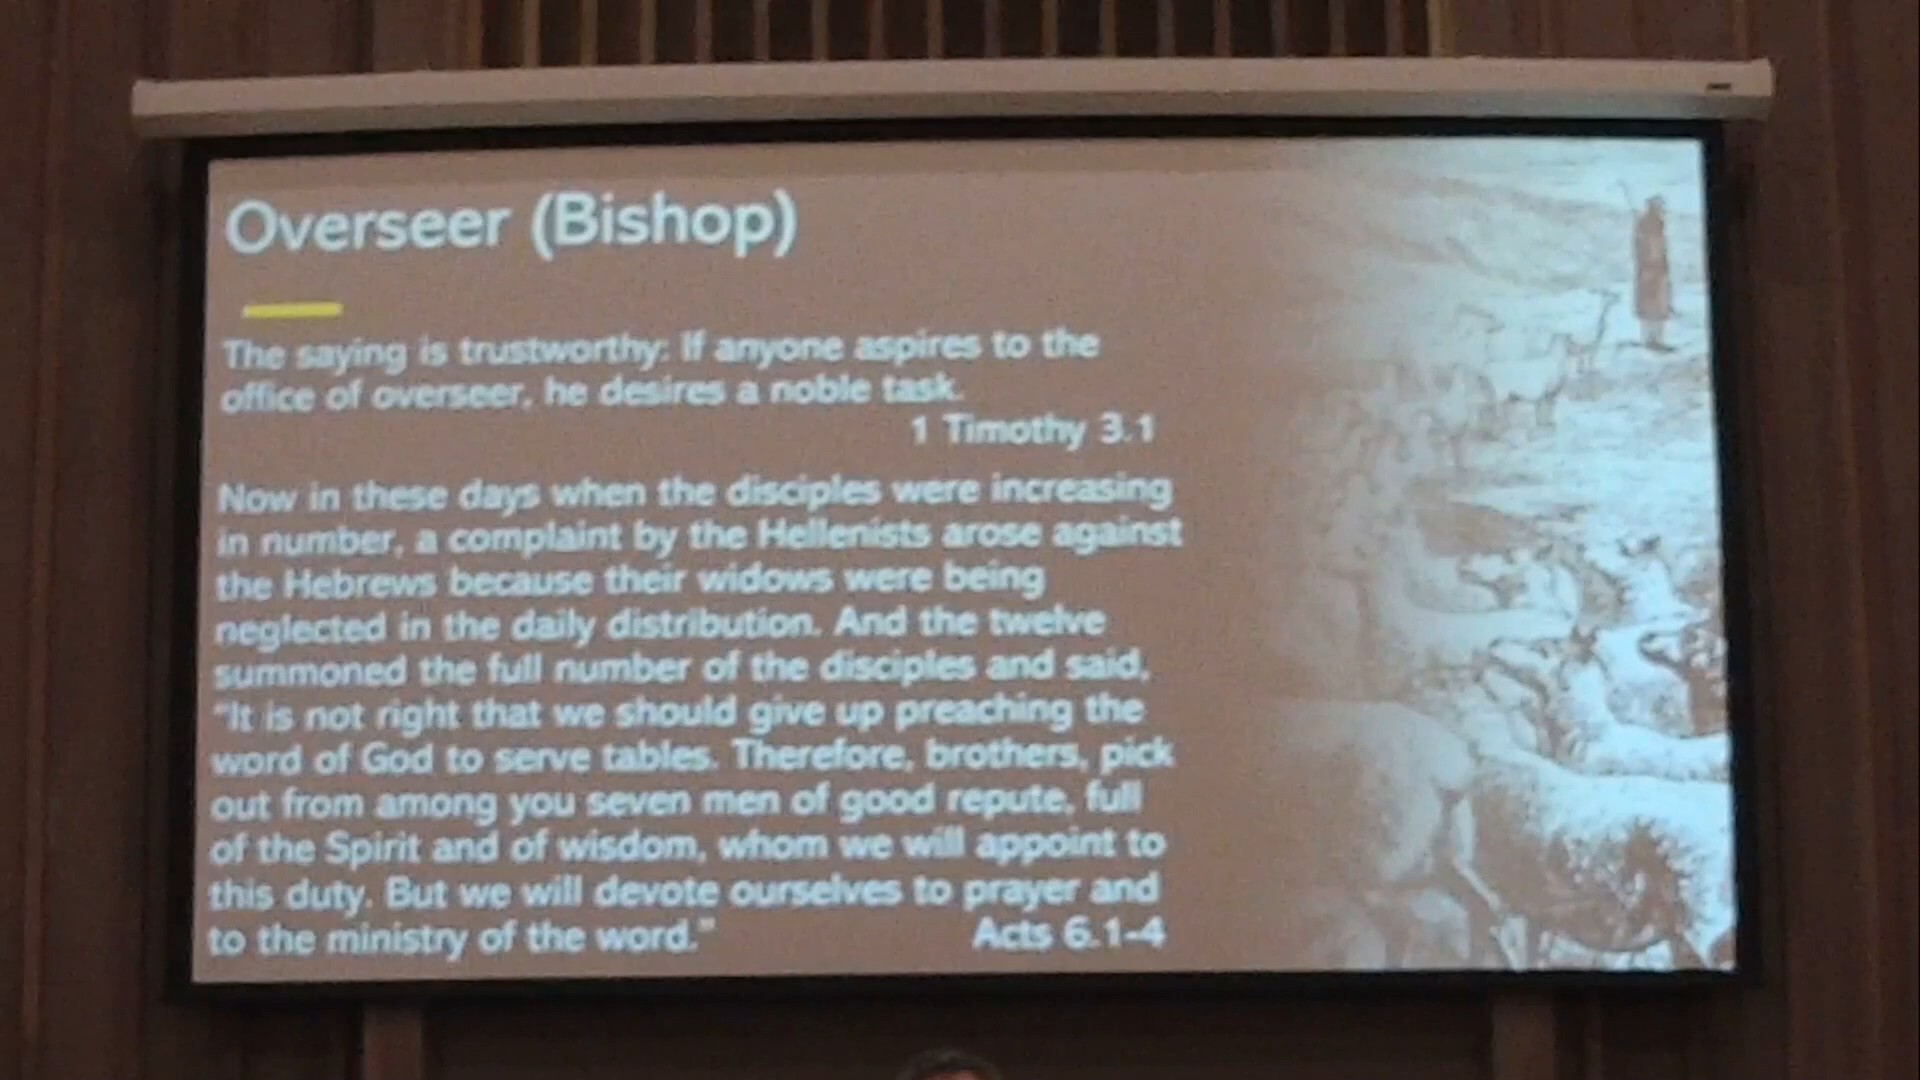 Overseer (Bishop)
The saying is trustworthy: If anyone aspires to the
office of overseer, he desires a noble task.
1 Timothy 3.1
Now in these days when the disciples were increasing
in number, a complaint by the Hellenists arose against
the Hebrews because their widows were being
neglected in the daily distribution. And the twelve
summoned the full number of the disciples and said,
“It is not right that we should give up preaching the
word of God to serve tables. Therefore, brothers, pick
out from among you seven men of good repute, full
of the Spirit and of wisdom, whom we will appoint to
this duty. But we will devote ourselves to prayer and
to the ministry of the word.” Acts 6.1-4